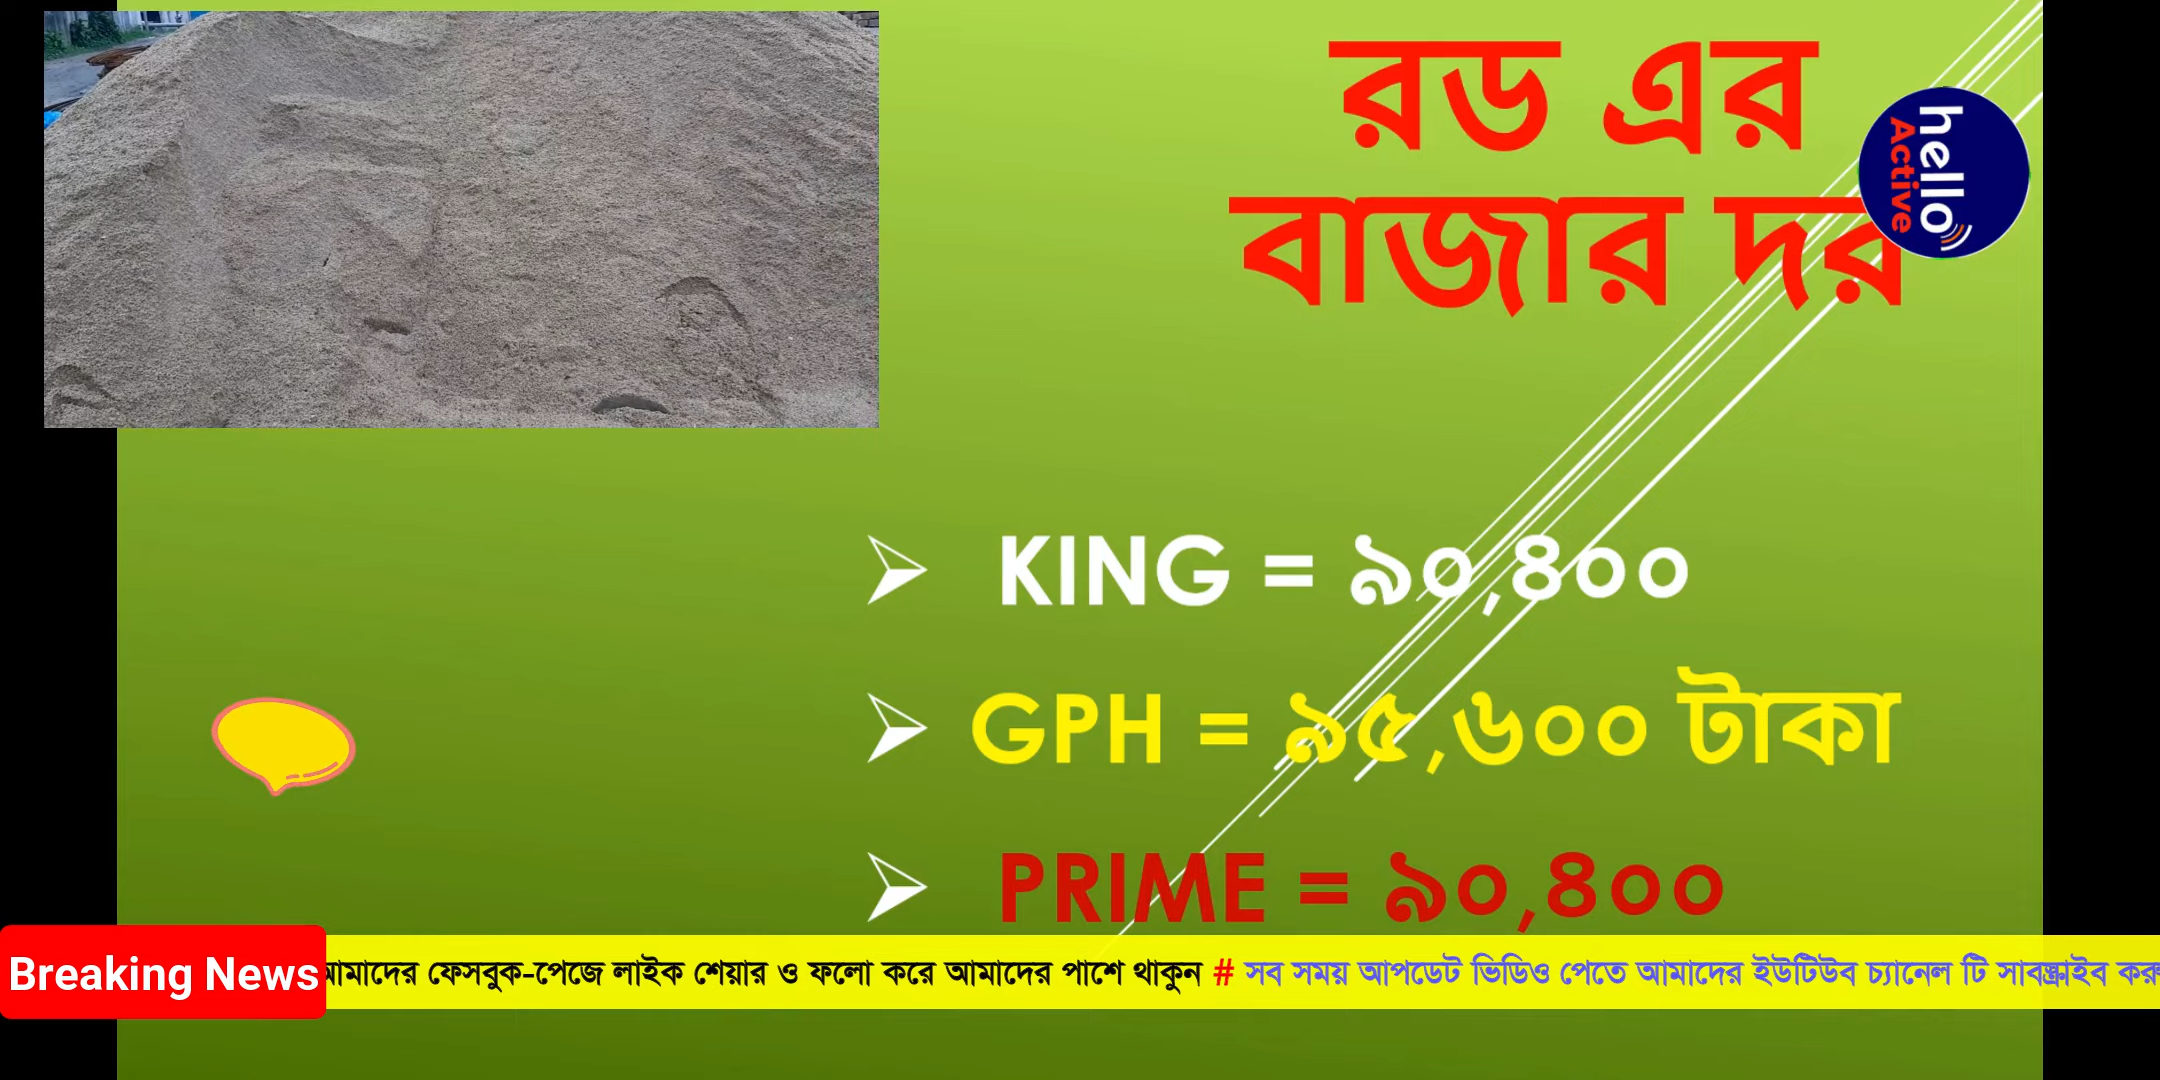 রড এর
বাজার দর
hello
Active
KING = ৯০,৪০০
GPH = ৯৫,৬০০ টাকা
PRIME = ৯০,৪০০
Breaking News
আমাদের ফেসবুক-পেজে লাইক শেয়ার ও ফলো করে আমাদের পাশে থাকুন # সব সময় আপডেট ভিডিও পেতে আমাদের ইউটিউব চ্যানেল টি সাবস্ক্রাইব